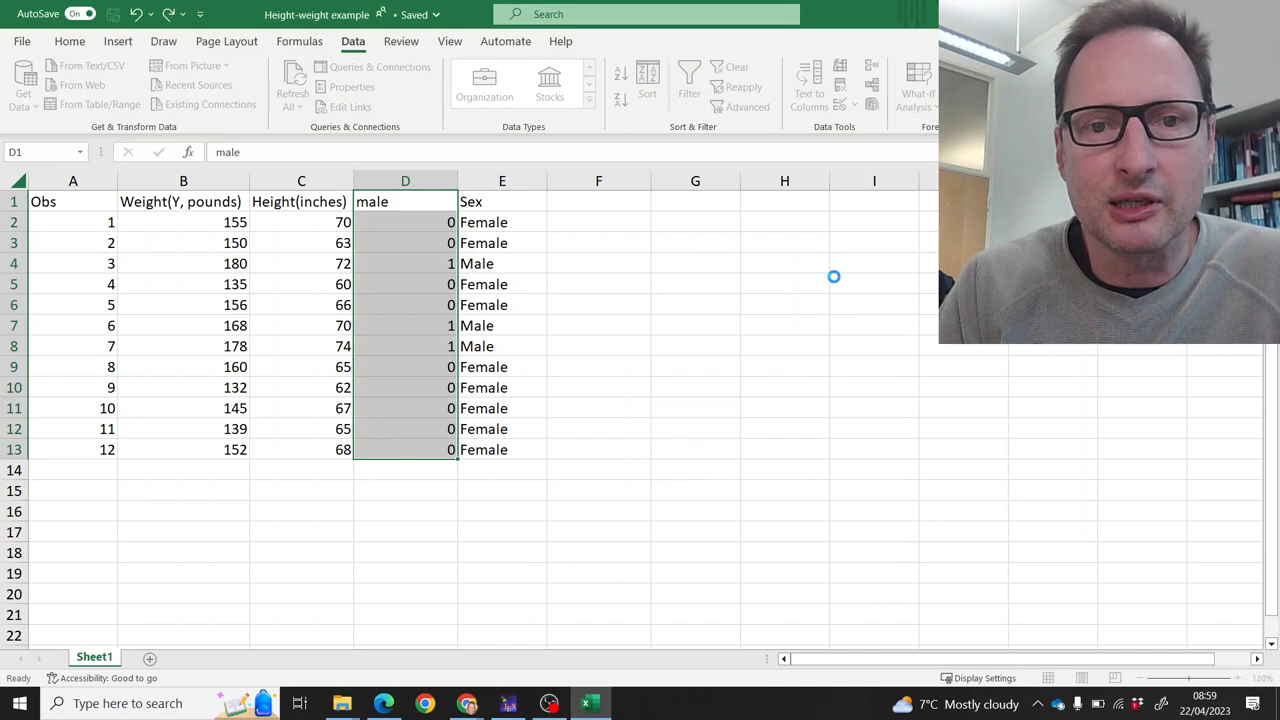 AutoSave On Height-weight example • Saved Search
File Home Insert Draw Page Layout Formulas Data Review View Automate Help
Get Data
From Text/CSV
From Web
From Table/Range
From Picture
Recent Sources
Existing Connections
Get & Transform Data
Refresh All
Queries & Connections
Properties
Edit Links
Queries & Connections
Organization
Stocks
Data Types
Sort
Filter
Clear
Reapply
Advanced
Sort & Filter
Text to Columns
Data Tools
What-If Analysis
Fore
D1 fx male
A B C D E F G H I
1 Obs Weight(Y, pounds) Height(inches) male Sex
2 1 155 70 0 Female
3 2 150 63 0 Female
4 3 180 72 1 Male
5 4 135 60 0 Female
6 5 156 66 0 Female
7 6 168 70 1 Male
8 7 178 74 1 Male
9 8 160 65 0 Female
10 9 132 62 0 Female
11 10 145 67 0 Female
12 11 139 65 0 Female
13 12 152 68 0 Female
14
15
16
17
18
19
20
21
22
Sheet1
Ready Accessibility: Good to go Display Settings 120%
Type here to search 7°C Mostly cloudy 08:59
22/04/2023